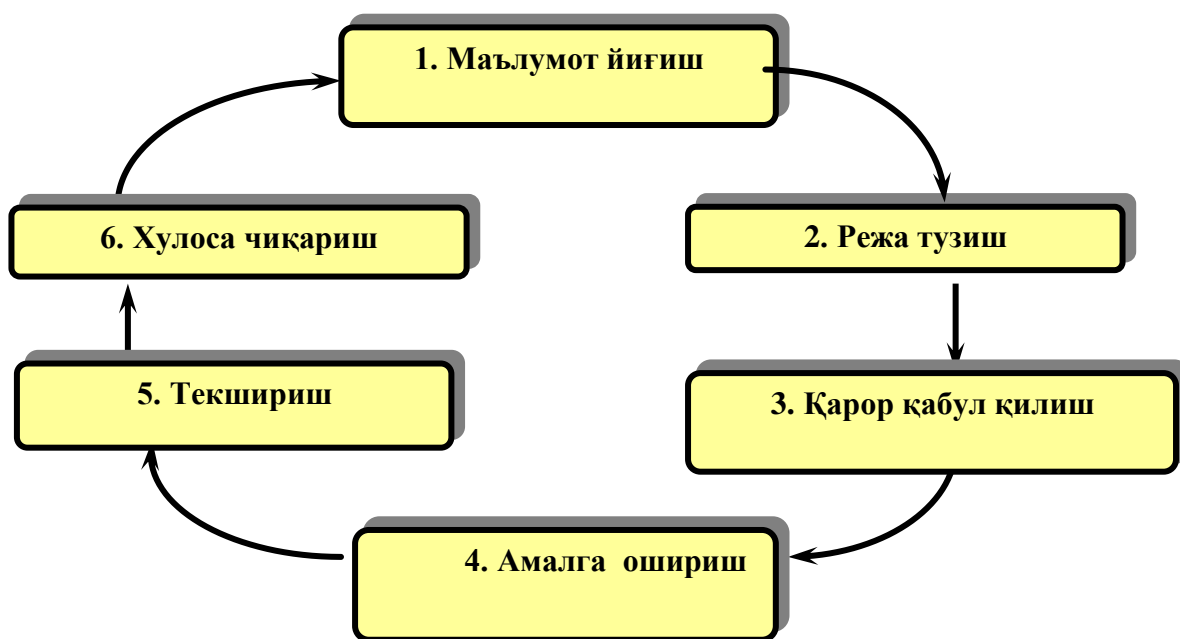 1. Маълумот йиғиш
2. Режа тузиш
3. Қарор қабул қилиш
4. Амалга  ошириш
5. Текшириш
6. Хулоса чиқариш